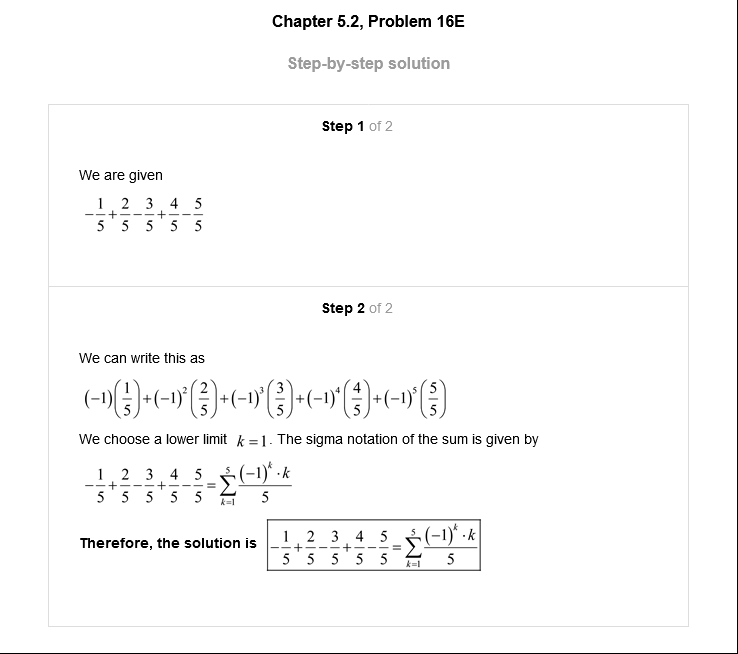 Chapter 5.2, Problem 16E
Step-by-step solution
Step 1 of 2
We are given
$-\frac{1}{5}+\frac{2}{5}-\frac{3}{5}+\frac{4}{5}-\frac{5}{5}$
Step 2 of 2
We can write this as
$(-1)\left(\frac{1}{5}\right)+(-1)^2\left(\frac{2}{5}\right)+(-1)^3\left(\frac{3}{5}\right)+(-1)^4\left(\frac{4}{5}\right)+(-1)^5\left(\frac{5}{5}\right)$
We choose a lower limit $k=1$. The sigma notation of the sum is given by
$-\frac{1}{5}+\frac{2}{5}-\frac{3}{5}+\frac{4}{5}-\frac{5}{5}=\sum_{k=1}^{5}\frac{(-1)^k \cdot k}{5}$
Therefore, the solution is $-\frac{1}{5}+\frac{2}{5}-\frac{3}{5}+\frac{4}{5}-\frac{5}{5}=\sum_{k=1}^{5}\frac{(-1)^k \cdot k}{5}$